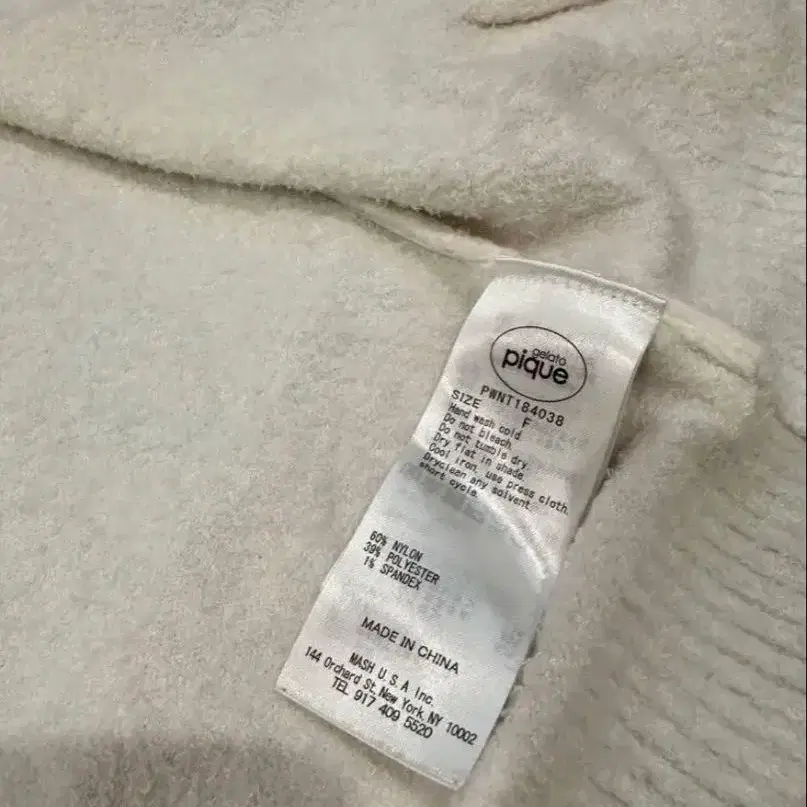 gelato
pique
PWNT184038
SIZE F
Hand wash cold
Do not bleach.
Do not tumble dry.
Dry flat in shade.
Cool iron, use press cloth.
Dryclean any solvent
short cycle.
60% NYLON
39% POLYESTER
1% SPANDEX
MADE IN CHINA
MASH U.S.A Inc.
144 Orchard St, New York, NY 10002
TEL 917 409 5520